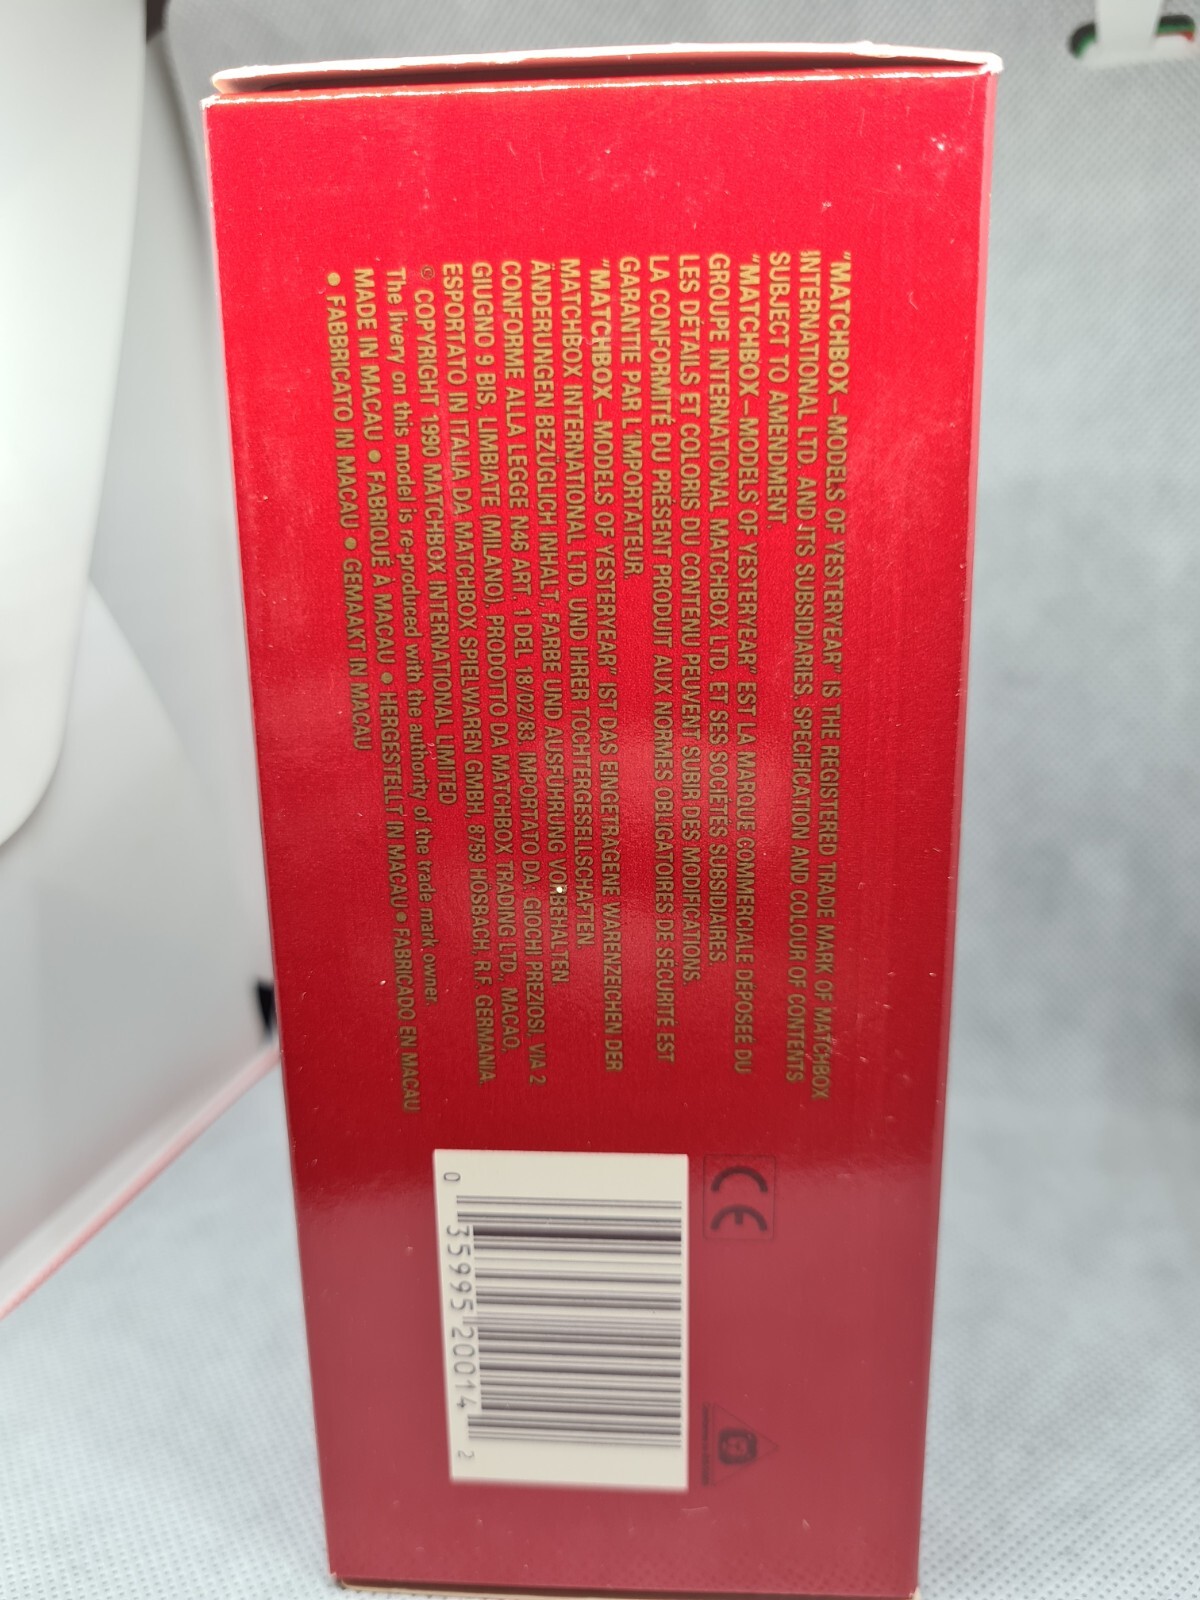 "MATCHBOX–MODELS OF YESTERYEAR" IS THE REGISTERED TRADE MARK OF MATCHBOX
INTERNATIONAL LTD. AND ITS SUBSIDIARIES. SPECIFICATION AND COLOUR OF CONTENTS
SUBJECT TO AMENDMENT.
"MATCHBOX–MODELS OF YESTERYEAR" EST LA MARQUE COMMERCIALE DÉPOSÉE DU
GROUPE INTERNATIONAL MATCHBOX LTD. ET SES SOCIÉTÉS SUBSIDIAIRES.
LES DÉTAILS ET COLORIS DU CONTENU PEUVENT SUBIR DES MODIFCATIONS.
LA CONFORMITÉ DU PRÉSENT PRODUIT AUX NORMES OBLIGATOIRES DE SÉCURITÉ EST
GARANTIE PAR L'IMPORTATEUR.
"MATCHBOX–MODELS OF YESTERYEAR" IST DAS EINGETRAGENE WARENZEICHEN DER
MATCHBOX INTERNATIONAL LTD. UND IHRER TOCHTERGESELLSCHAFTEN.
ÄNDERUNGEN BEZÜGLICH INHALT, FARBE UND AUSFÜHRUNG VORBEHALTEN.
CONFORME ALLA LEGGE N46 ART. 1 DEL 18/02/83. IMPORTATO DA: GIOCHI PREZIOSI, VIA 2
GIUGNO 9 BIS, LIMBIATE (MILANO). PRODOTTO DA MATCHBOX TRADING LTD., MACAO,
ESPORTATO IN ITALIA DA MATCHBOX SPIELWAREN GMBH, 8759 HÖSBACH, R.F. GERMANIA.
© COPYRIGHT 1990 MATCHBOX INTERNATIONAL LIMITED
The livery on this model is re-produced with the authority of the trade mark owner.
MADE IN MACAU • FABRIQUÉ À MACAU • HERGESTELLT IN MACAU • FABRICADO EN MACAU
• FABBRICATO IN MACAU • GEMAAKT IN MACAU
CE
0 35995 20014 2